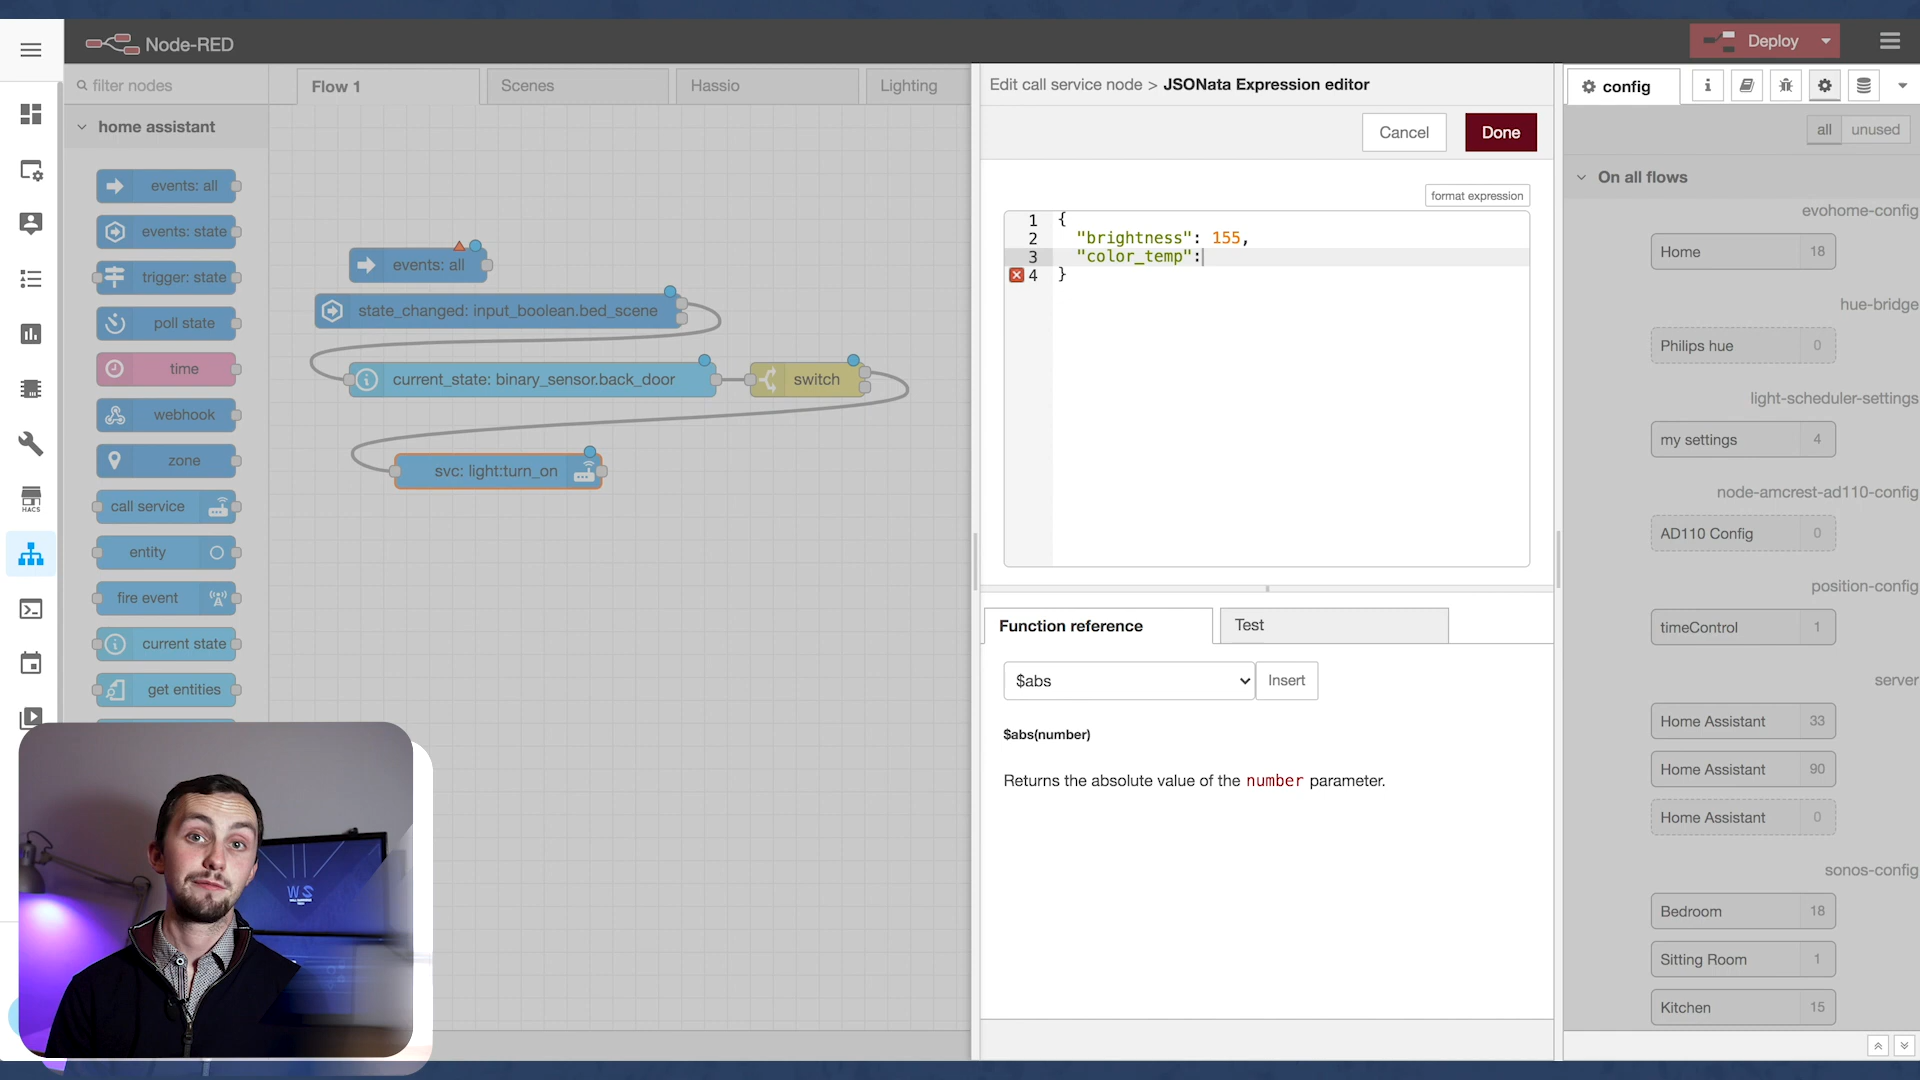 Node-RED
Deploy
filter nodes
Flow 1
Scenes
Hassio
Lighting
Edit call service node > JSONata Expression editor
config
i
home assistant
Cancel
Done
all
unused
events: all
events: state
trigger: state
poll state
time
webhook
zone
call service
entity
fire event
current state
get entities
HACS
events: all
state_changed: input_boolean.bed_scene
current_state: binary_sensor.back_door
switch
svc: light:turn_on
format expression
1 {
2 "brightness": 155,
3 "color_temp":
4 }
Function reference
Test
$abs
Insert
$abs(number)
Returns the absolute value of the number parameter.
On all flows
evohome-config
Home 18
hue-bridge
Philips hue 0
light-scheduler-settings
my settings 4
node-amcrest-ad110-config
AD110 Config 0
position-config
timeControl 1
server
Home Assistant 33
Home Assistant 90
Home Assistant 0
sonos-config
Bedroom 18
Sitting Room 1
Kitchen 15
WS